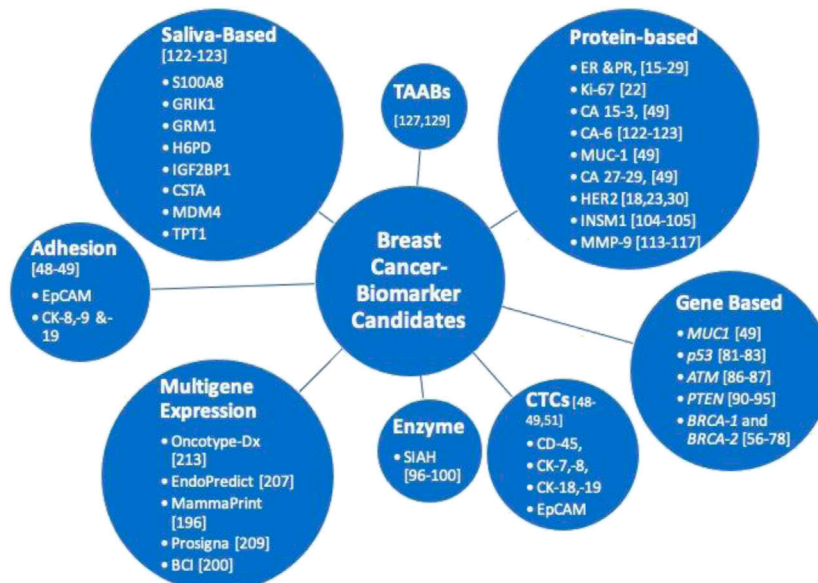 Saliva-Based
[122-123]
• S100A8
• GRIK1
• GRM1
• H6PD
• IGF2BP1
• CSTA
• MDM4
• TPT1
TAABs
[127,129]
Protein-based
• ER &PR, [15-29]
• Ki-67 [22]
• CA 15-3, [49]
• CA-6 [122-123]
• MUC-1 [49]
• CA 27-29, [49]
• HER2 [18,23,30]
• INSM1 [104-105]
• MMP-9 [113-117]
Adhesion
[48-49]
• EpCAM
• CK-8,-9 &-
19
Breast
Cancer-
Biomarker
Candidates
Gene Based
• MUC1 [49]
• p53 [81-83]
• ATM [86-87]
• PTEN [90-95]
• BRCA-1 and
BRCA-2 [56-78]
Multigene
Expression
• Oncotype-Dx
[213]
• EndoPredict [207]
• MammaPrint
[196]
• Prosigna [209]
• BCI [200]
Enzyme
• SIAH
[96-100]
CTCs [48-
49,51]
• CD-45,
• CK-7,-8,
• CK-18,-19
• EpCAM